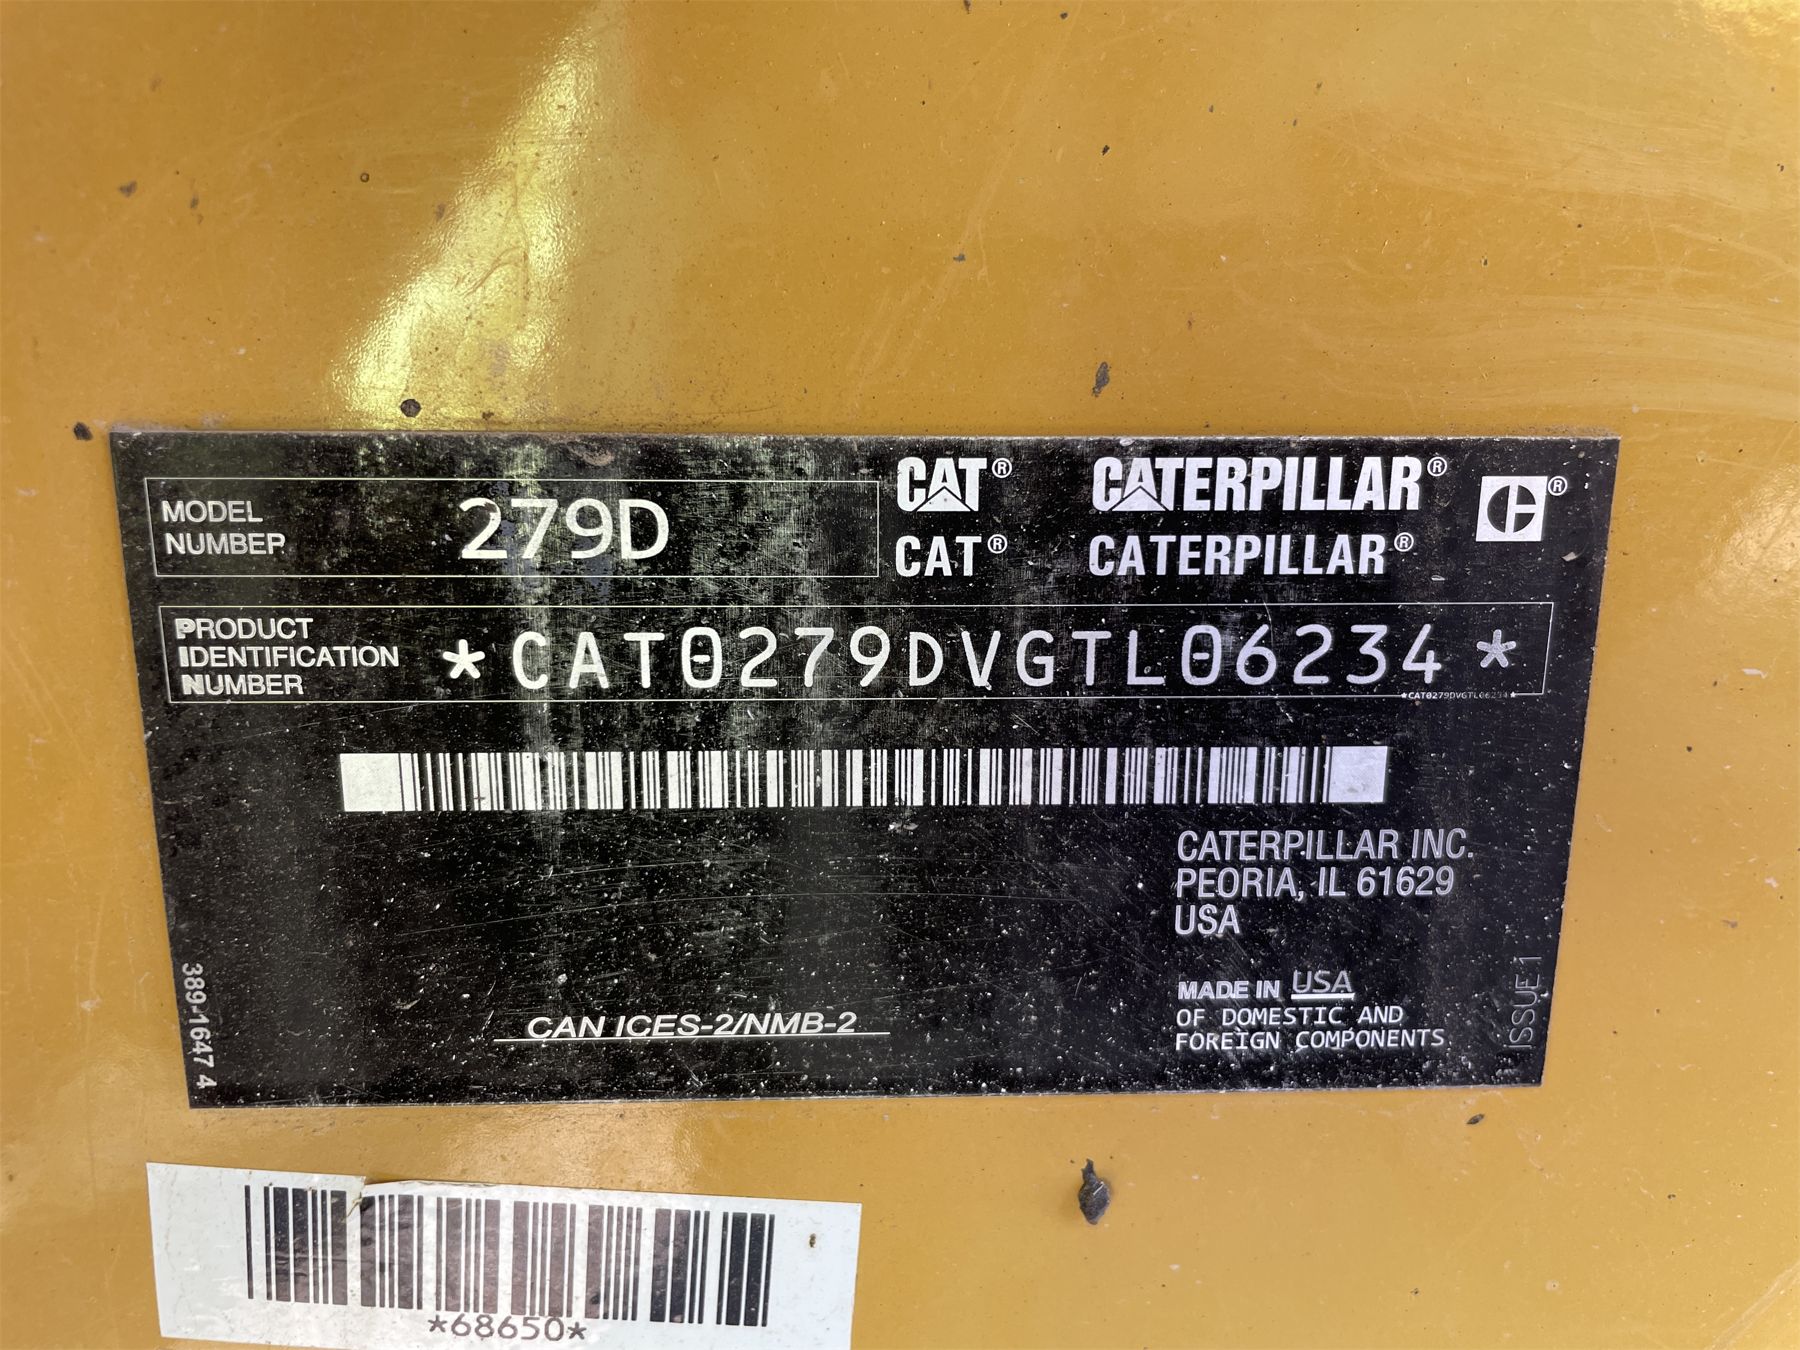 MODEL
NUMBER
279D
CAT® CATERPILLAR® ®
CAT® CATERPILLAR®
PRODUCT
IDENTIFICATION
NUMBER
*CAT0279DVGTL06234*
*CAT0279DVGTL06234*
CATERPILLAR INC.
PEORIA, IL 61629
USA
MADE IN USA
OF DOMESTIC AND
FOREIGN COMPONENTS
CAN ICES-2/NMB-2
389-1647 4
ISSUE 1
*68650*